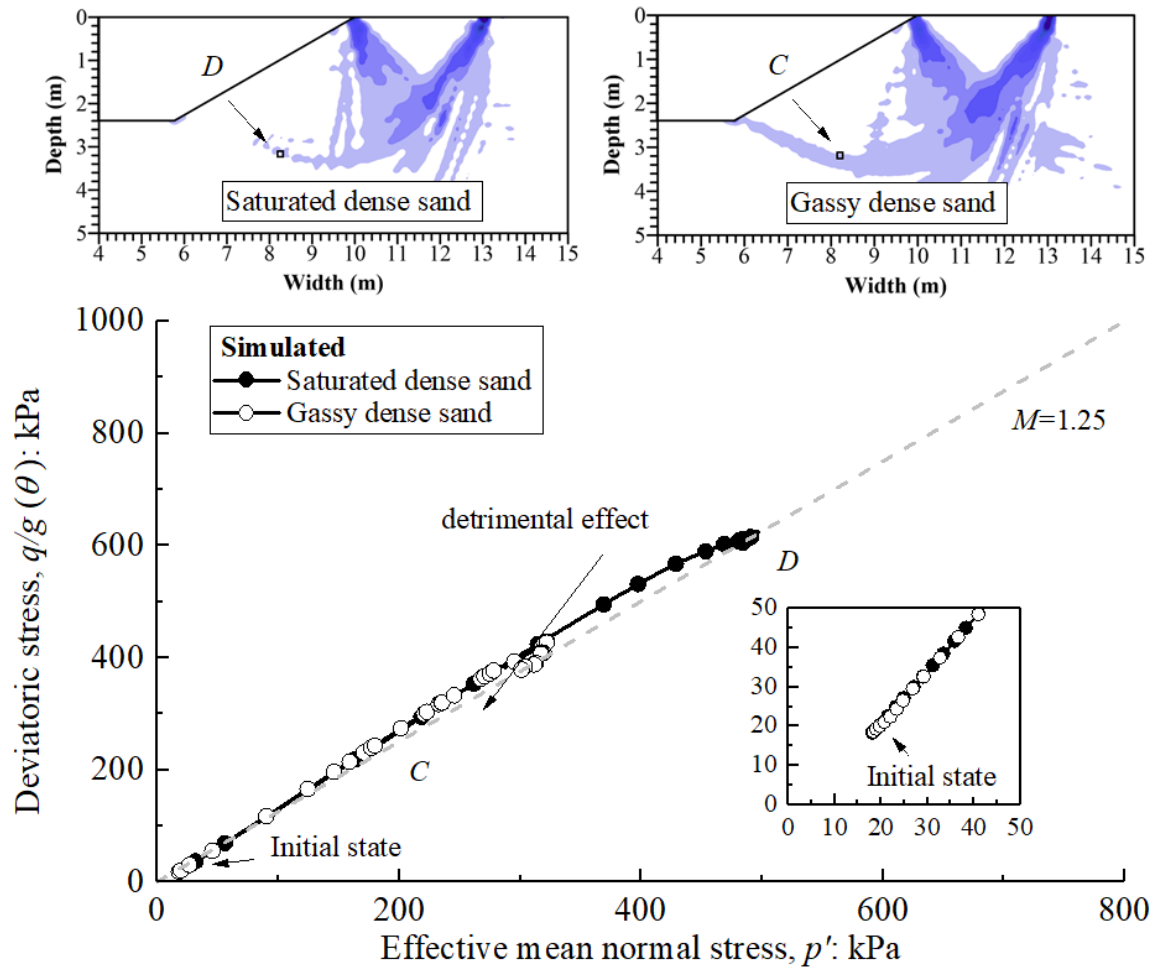 0
1
2
3
4
5
Depth (m)
D
Saturated dense sand
4 5 6 7 8 9 10 11 12 13 14 15
Width (m)
0
1
2
3
4
5
Depth (m)
C
Gassy dense sand
4 5 6 7 8 9 10 11 12 13 14 15
Width (m)
1000
800
600
400
200
0
Deviatoric stress, q/g (θ): kPa
Simulated
Saturated dense sand
Gassy dense sand
M=1.25
detrimental effect
D
C
Initial state
50
40
30
20
10
0
Initial state
0 10 20 30 40 50
0 200 400 600 800
Effective mean normal stress, p': kPa